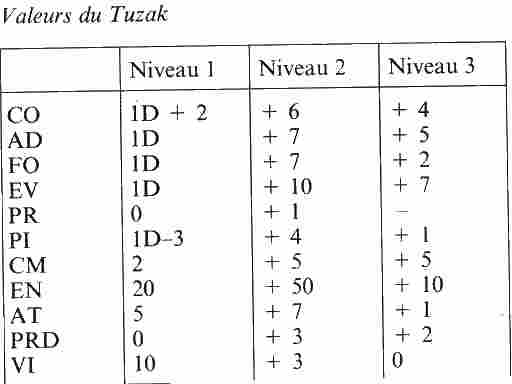 Valeurs du Tuzak
Niveau 1 Niveau 2 Niveau 3
CO 1D + 2 + 6 + 4
AD 1D + 7 + 5
FO 1D + 7 + 2
EV 1D + 10 + 7
PR 0 + 1 –
PI 1D–3 + 4 + 1
CM 2 + 5 + 5
EN 20 + 50 + 10
AT 5 + 7 + 1
PRD 0 + 3 + 2
VI 10 + 3 0